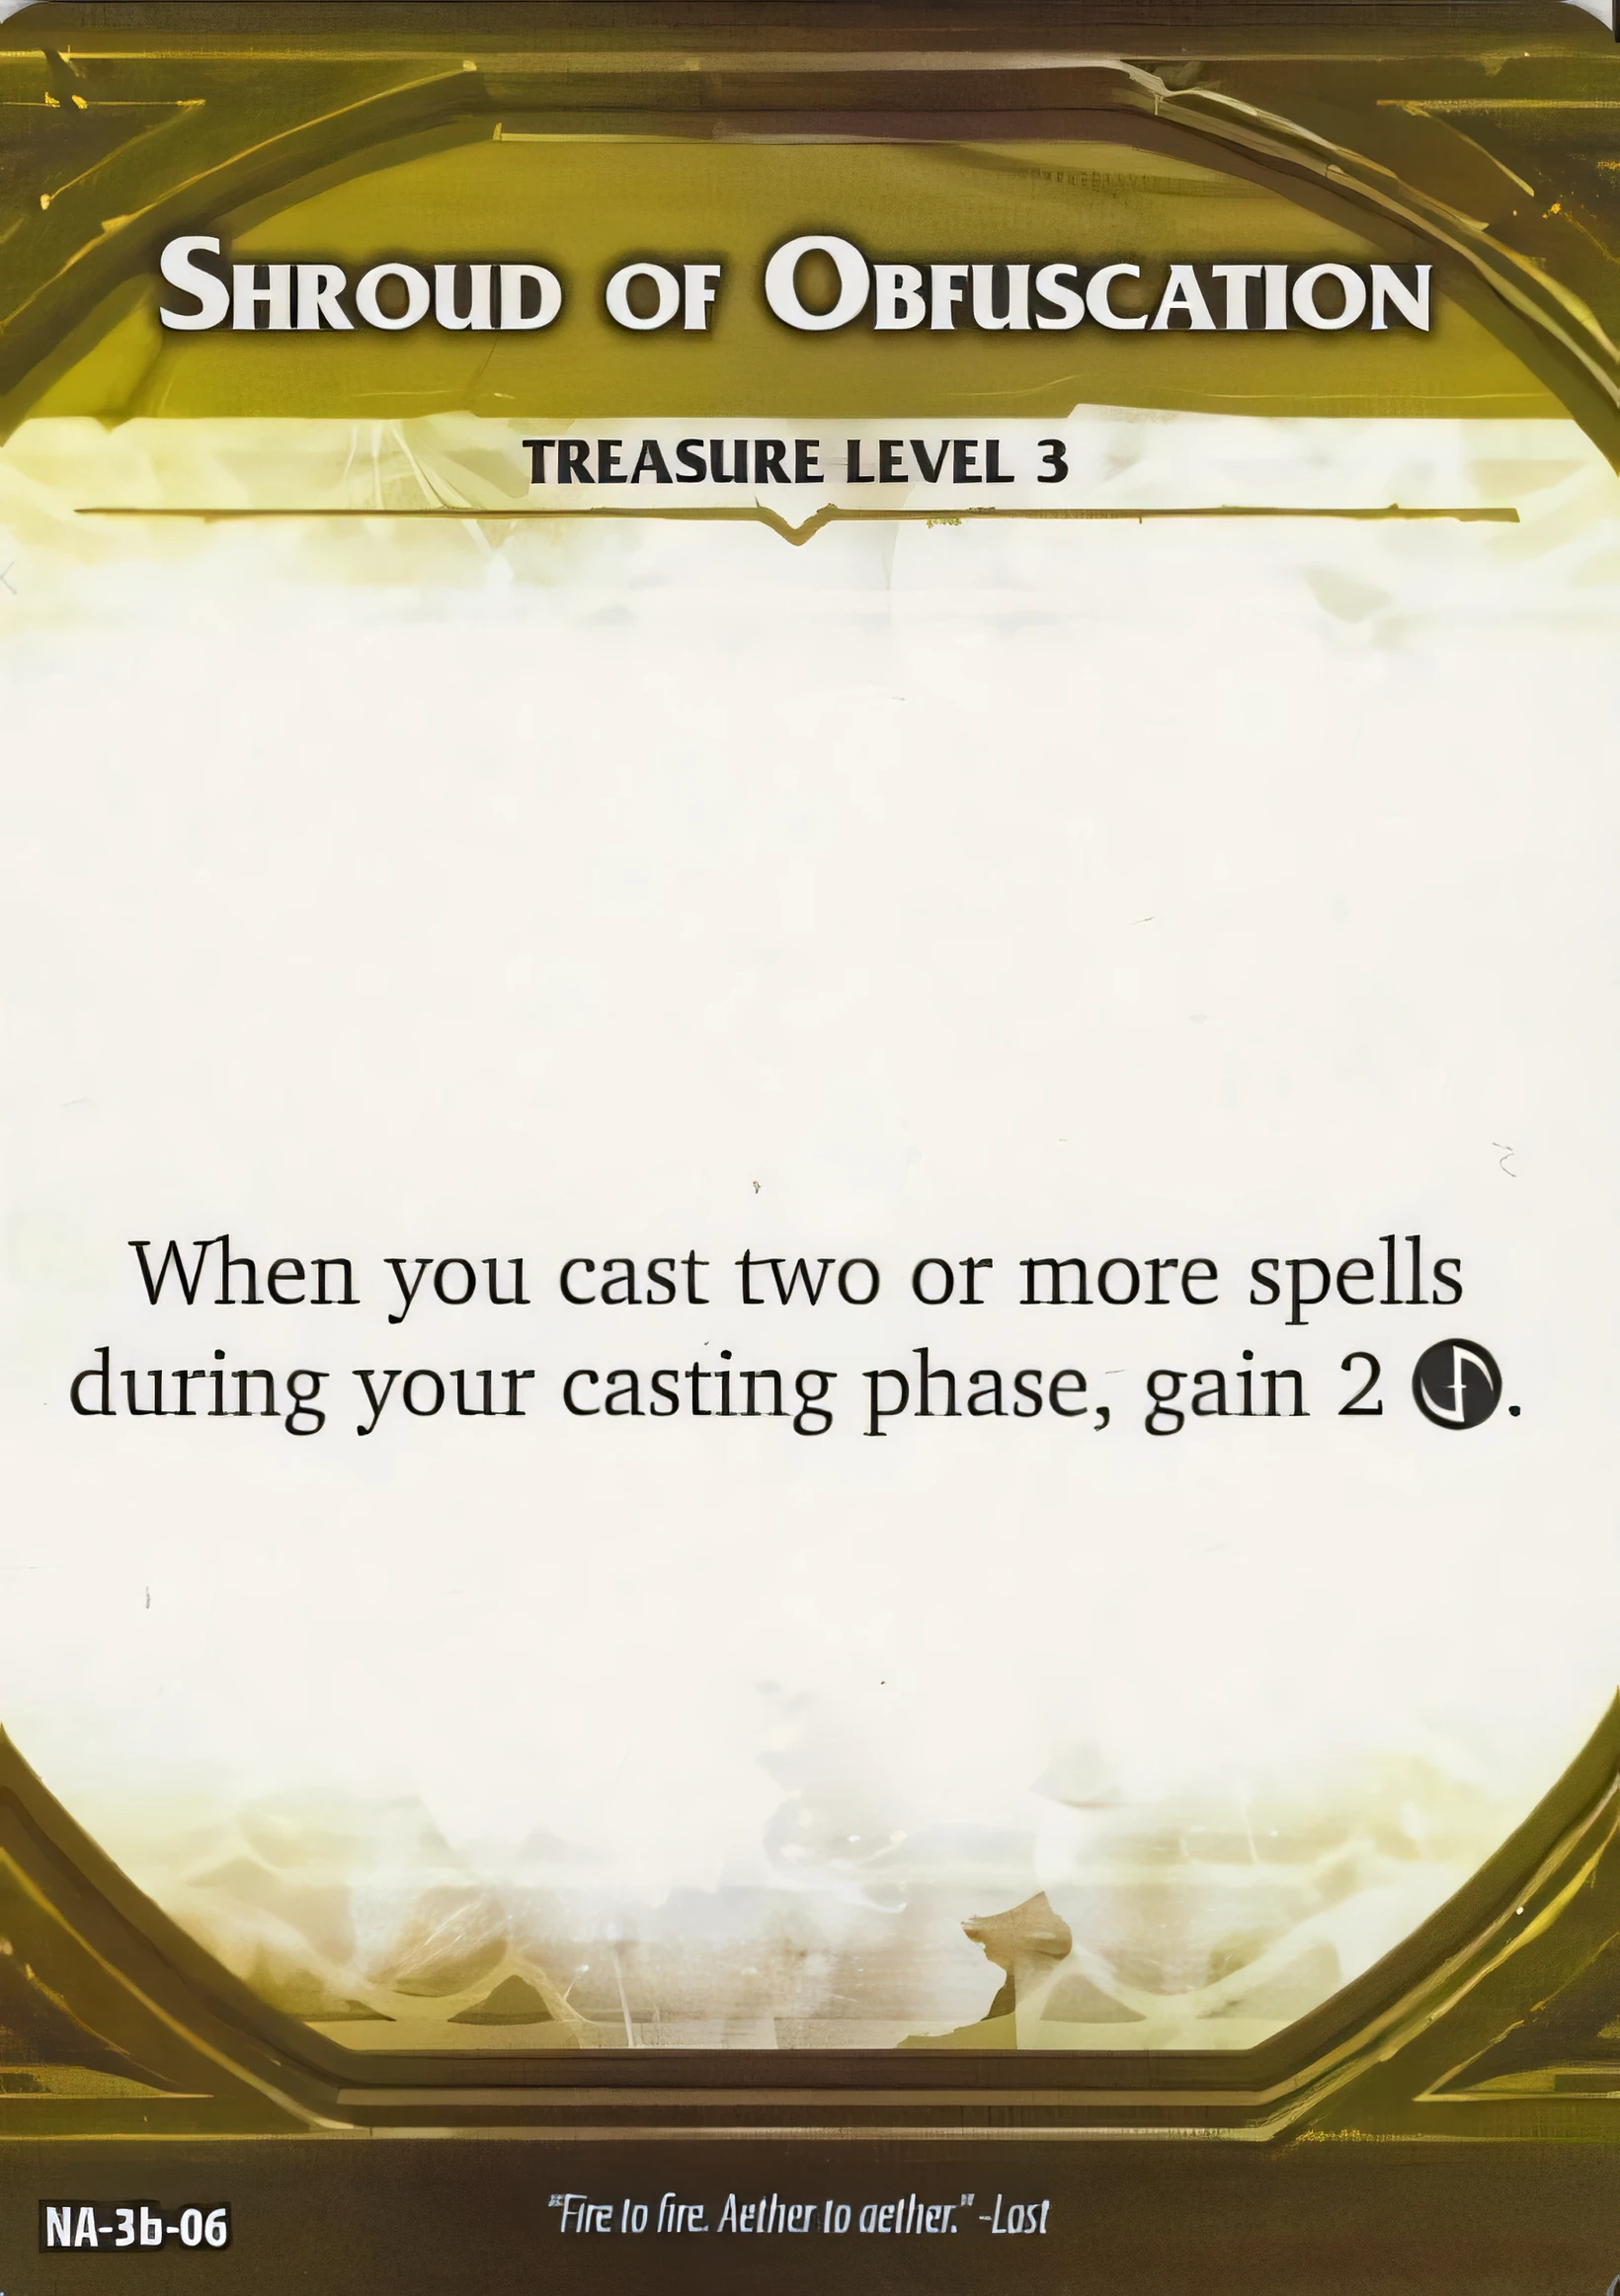 SHROUD OF OBFUSCATION
TREASURE LEVEL 3
When you cast two or more spells
during your casting phase, gain 2 .
NA-3b-06
"Fire to fire. Aether to aether." -Lost